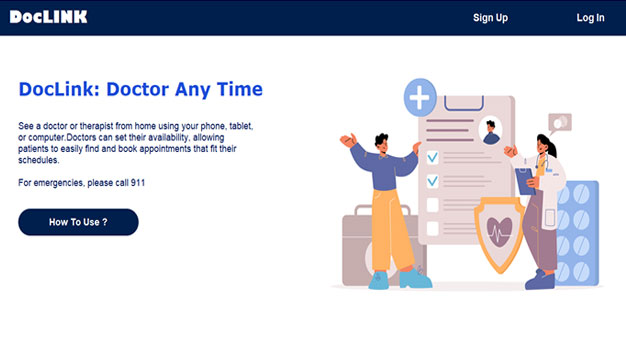 DocLINK
Sign Up
Log In
DocLink: Doctor Any Time
See a doctor or therapist from home using your phone, tablet,
or computer.Doctors can set their availability, allowing
patients to easily find and book appointments that fit their
schedules.
For emergencies, please call 911
How To Use ?